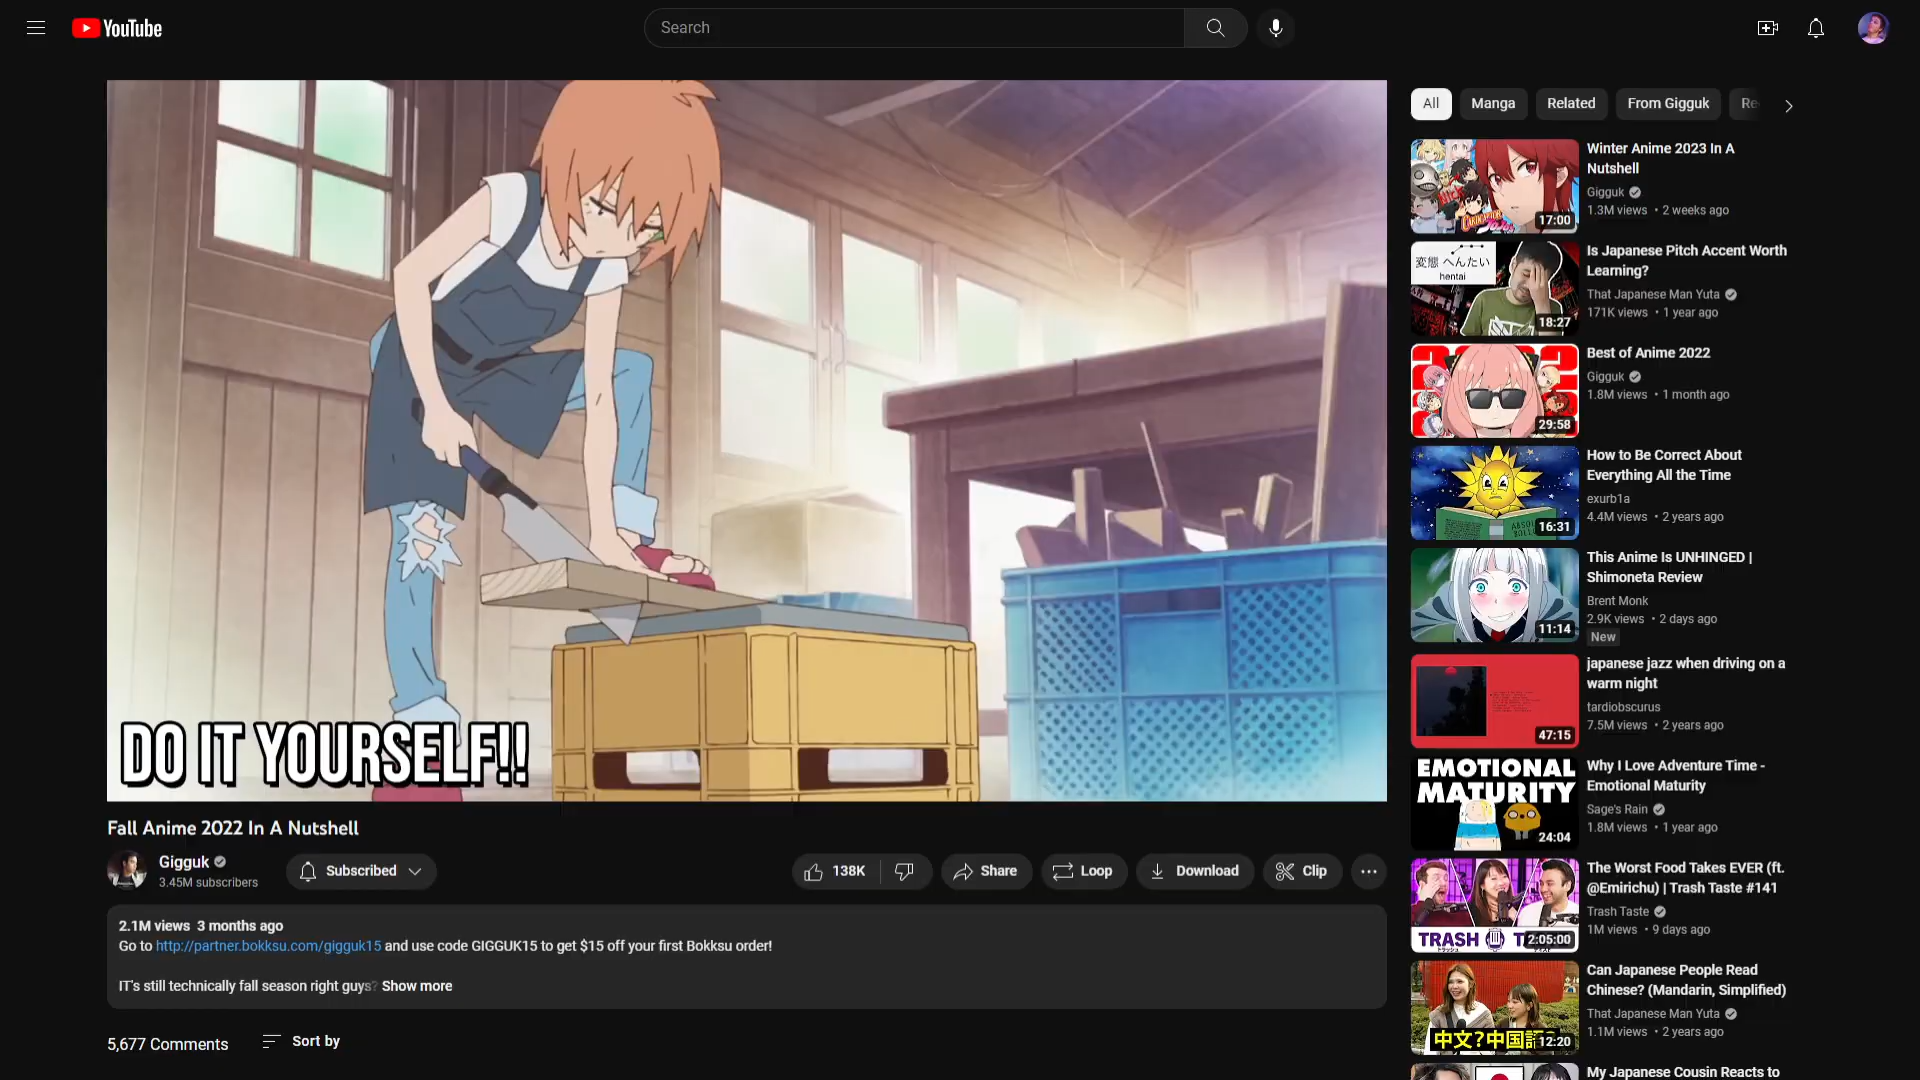 YouTube
Search
DO IT YOURSELF!!
Fall Anime 2022 In A Nutshell
Gigguk
3.45M subscribers
Subscribed
138K
Share
Loop
Download
Clip
2.1M views 3 months ago
Go to http://partner.bokksu.com/gigguk15 and use code GIGGUK15 to get $15 off your first Bokksu order!
IT's still technically fall season right guys? Show more
5,677 Comments
Sort by
All
Manga
Related
From Gigguk
17:00
Winter Anime 2023 In A
Nutshell
Gigguk
1.3M views • 2 weeks ago
変態 へんたい
hentai
18:27
Is Japanese Pitch Accent Worth
Learning?
That Japanese Man Yuta
171K views • 1 year ago
29:58
Best of Anime 2022
Gigguk
1.8M views • 1 month ago
16:31
How to Be Correct About
Everything All the Time
exurb1a
4.4M views • 2 years ago
11:14
This Anime Is UNHINGED |
Shimoneta Review
Brent Monk
2.9K views • 2 days ago
New
47:15
japanese jazz when driving on a
warm night
tardiobscurus
7.5M views • 2 years ago
EMOTIONAL
MATURITY
24:04
Why I Love Adventure Time -
Emotional Maturity
Sage's Rain
1.8M views • 1 year ago
TRASH
2:05:00
The Worst Food Takes EVER (ft.
@Emirichu) | Trash Taste #141
Trash Taste
1M views • 9 days ago
中文?中国語
12:20
Can Japanese People Read
Chinese? (Mandarin, Simplified)
That Japanese Man Yuta
1.1M views • 2 years ago
My Japanese Cousin Reacts to